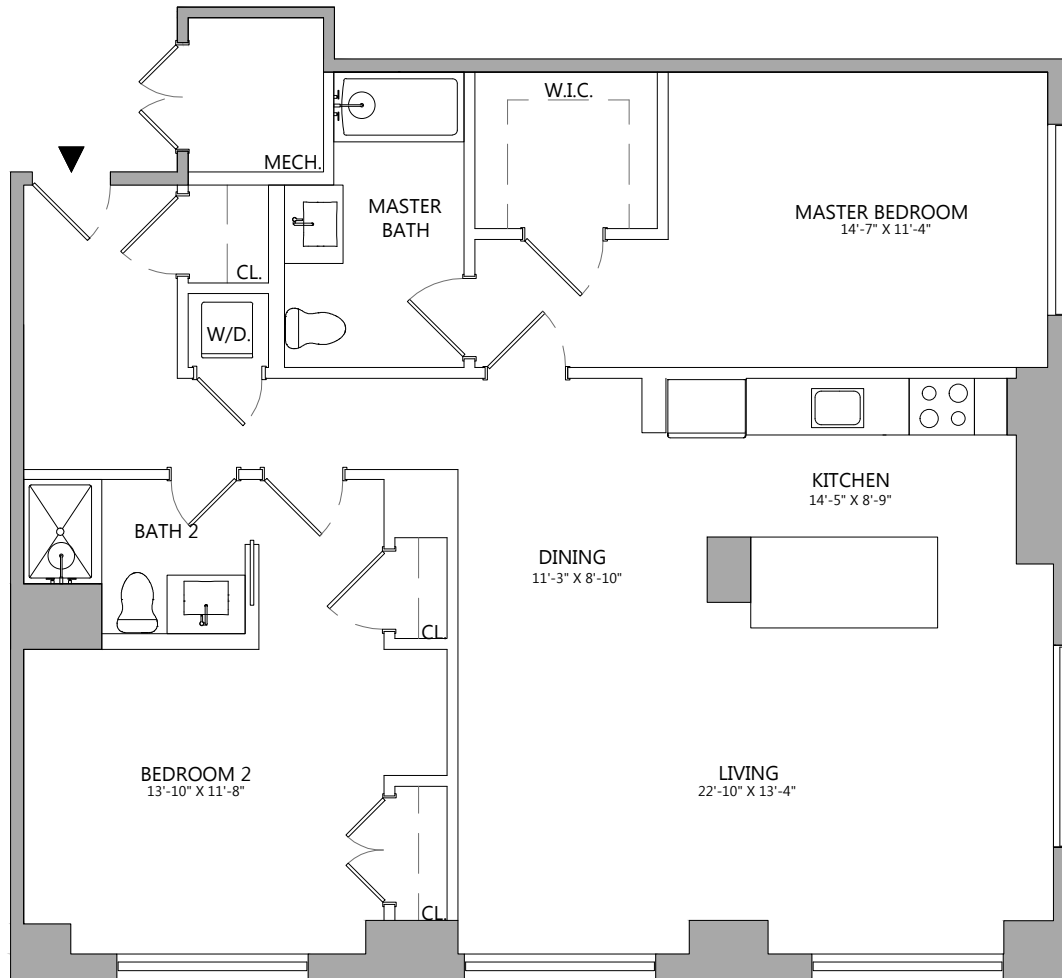 W.I.C.
MECH.
MASTER
BATH
MASTER BEDROOM
14'-7" X 11'-4"
CL.
W/D.
KITCHEN
14'-5" X 8'-9"
BATH 2
DINING
11'-3" X 8'-10"
CL.
BEDROOM 2
13'-10" X 11'-8"
LIVING
22'-10" X 13'-4"
CL.